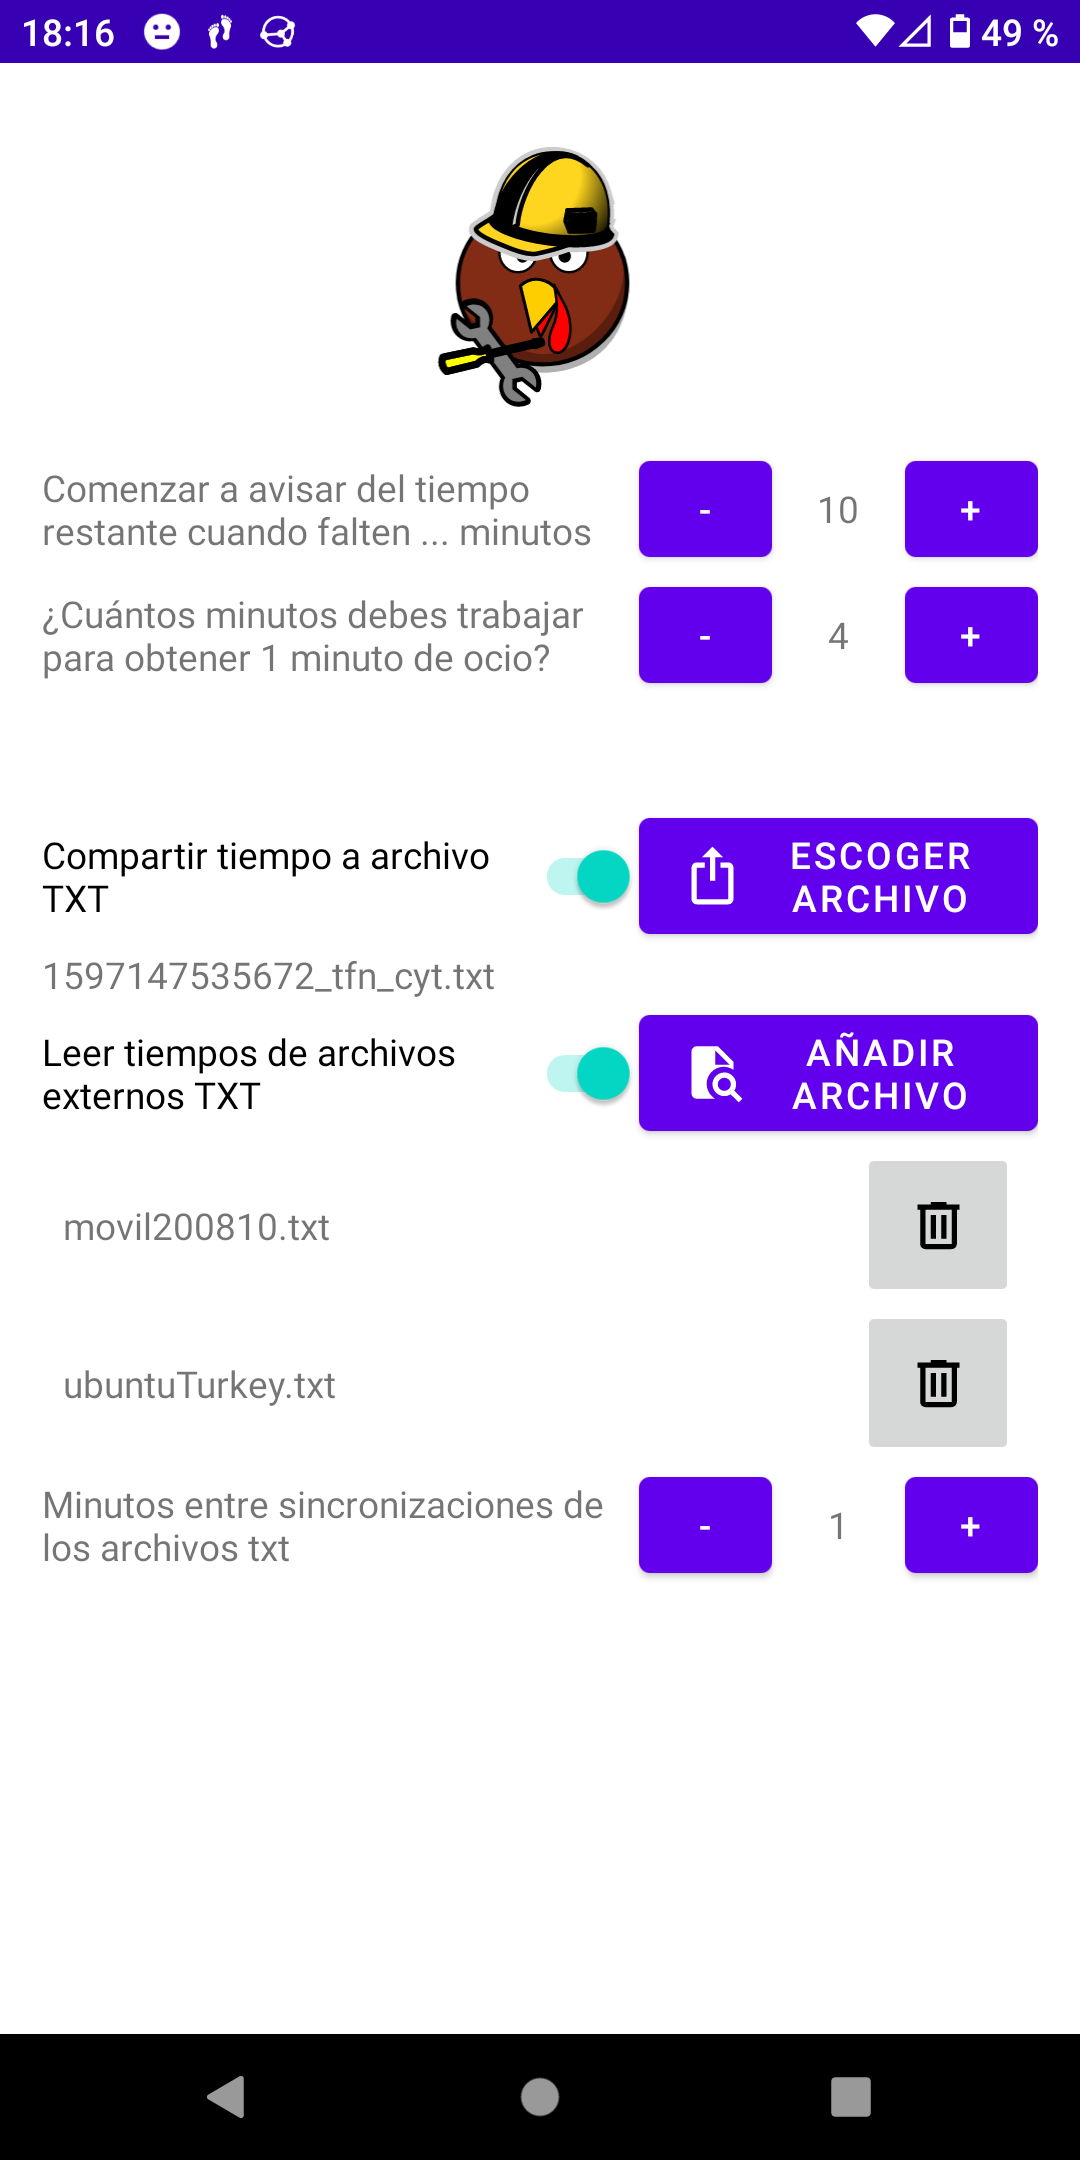 18:16 49 %
Comenzar a avisar del tiempo
restante cuando falten ... minutos
- 10 +
¿Cuántos minutos debes trabajar
para obtener 1 minuto de ocio?
- 4 +
Compartir tiempo a archivo
TXT
ESCOGER
ARCHIVO
1597147535672_tfn_cyt.txt
Leer tiempos de archivos
externos TXT
AÑADIR
ARCHIVO
movil200810.txt
ubuntuTurkey.txt
Minutos entre sincronizaciones de
los archivos txt
- 1 +